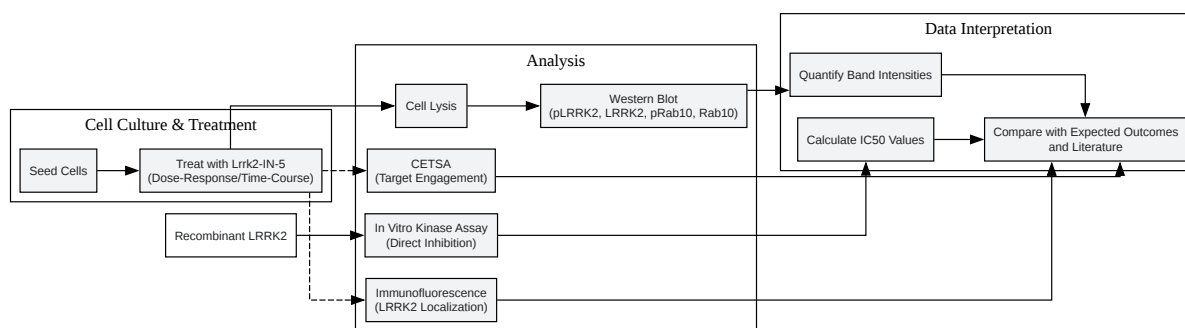 Cell Culture & Treatment
Seed Cells
Treat with Lrrk2-IN-5
(Dose-Response/Time-Course)
Recombinant LRRK2
Analysis
Cell Lysis
Western Blot
(pLRRK2, LRRK2, pRab10, Rab10)
CETSA
(Target Engagement)
In Vitro Kinase Assay
(Direct Inhibition)
Immunofluorescence
(LRRK2 Localization)
Data Interpretation
Quantify Band Intensities
Calculate IC50 Values
Compare with Expected Outcomes
and Literature